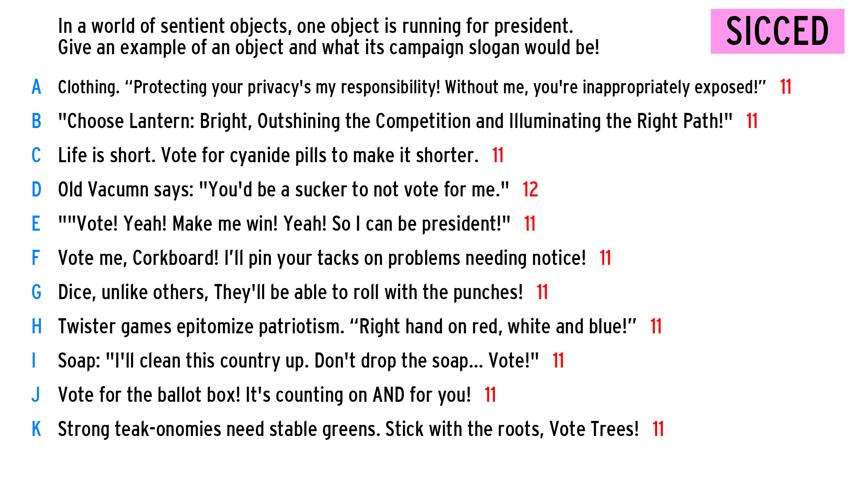 In a world of sentient objects, one object is running for president.
Give an example of an object and what its campaign slogan would be!
SICCED
A Clothing. “Protecting your privacy's my responsibility! Without me, you're inappropriately exposed!” 11
B "Choose Lantern: Bright, Outshining the Competition and Illuminating the Right Path!" 11
C Life is short. Vote for cyanide pills to make it shorter. 11
D Old Vacumn says: "You'd be a sucker to not vote for me." 12
E ""Vote! Yeah! Make me win! Yeah! So I can be president!" 11
F Vote me, Corkboard! I’ll pin your tacks on problems needing notice! 11
G Dice, unlike others, They'll be able to roll with the punches! 11
H Twister games epitomize patriotism. “Right hand on red, white and blue!” 11
I Soap: "I'll clean this country up. Don't drop the soap... Vote!" 11
J Vote for the ballot box! It's counting on AND for you! 11
K Strong teak-onomies need stable greens. Stick with the roots, Vote Trees! 11